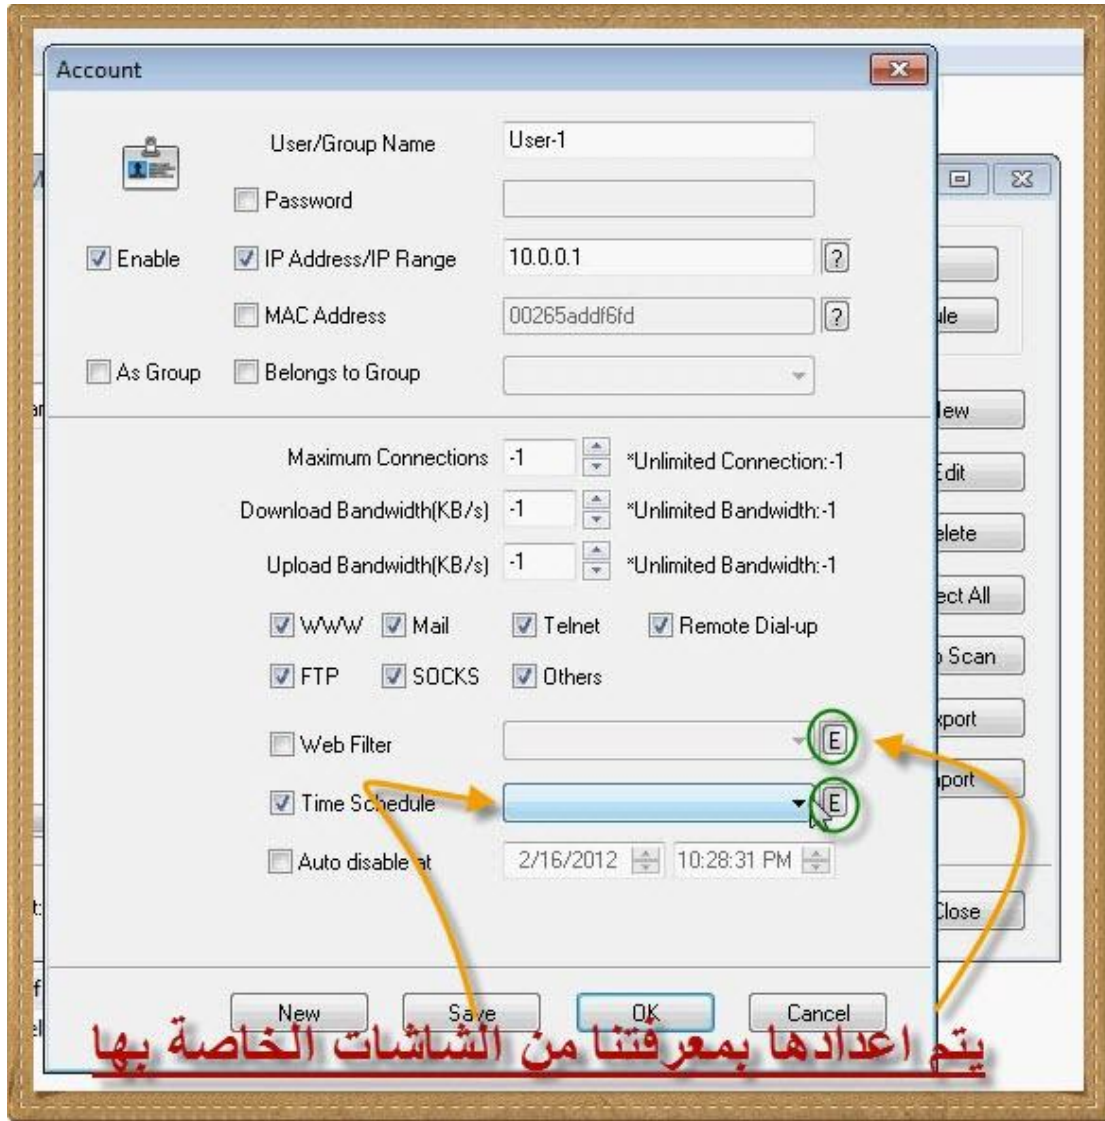 Account
User/Group Name User-1
Password
Enable IP Address/IP Range 10.0.0.1 ?
MAC Address 00265addf6fd ?
As Group Belongs to Group
Maximum Connections -1 *Unlimited Connection:-1
Download Bandwidth(KB/s) -1 *Unlimited Bandwidth:-1
Upload Bandwidth(KB/s) -1 *Unlimited Bandwidth:-1
WWW Mail Telnet Remote Dial-up
FTP SOCKS Others
Web Filter E
Time Schedule E
Auto disable at 2/16/2012 10:28:31 PM
New Save OK Cancel
Close
يتم اعدادها بمعرفتنا من الشاشات الخاصة بها